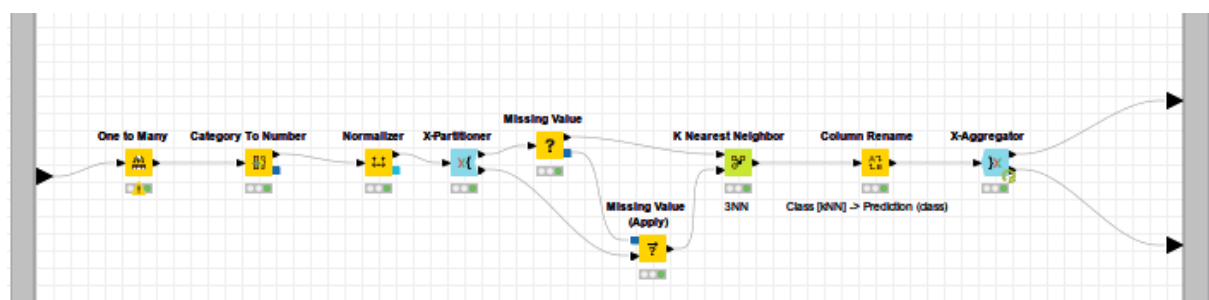 One to Many
Category To Number
Normalizer
X-Partitioner
Missing Value
K Nearest Neighbor
Column Rename
X-Aggregator
Missing Value
(Apply)
3NN
Class [kNN] -> Prediction (class)